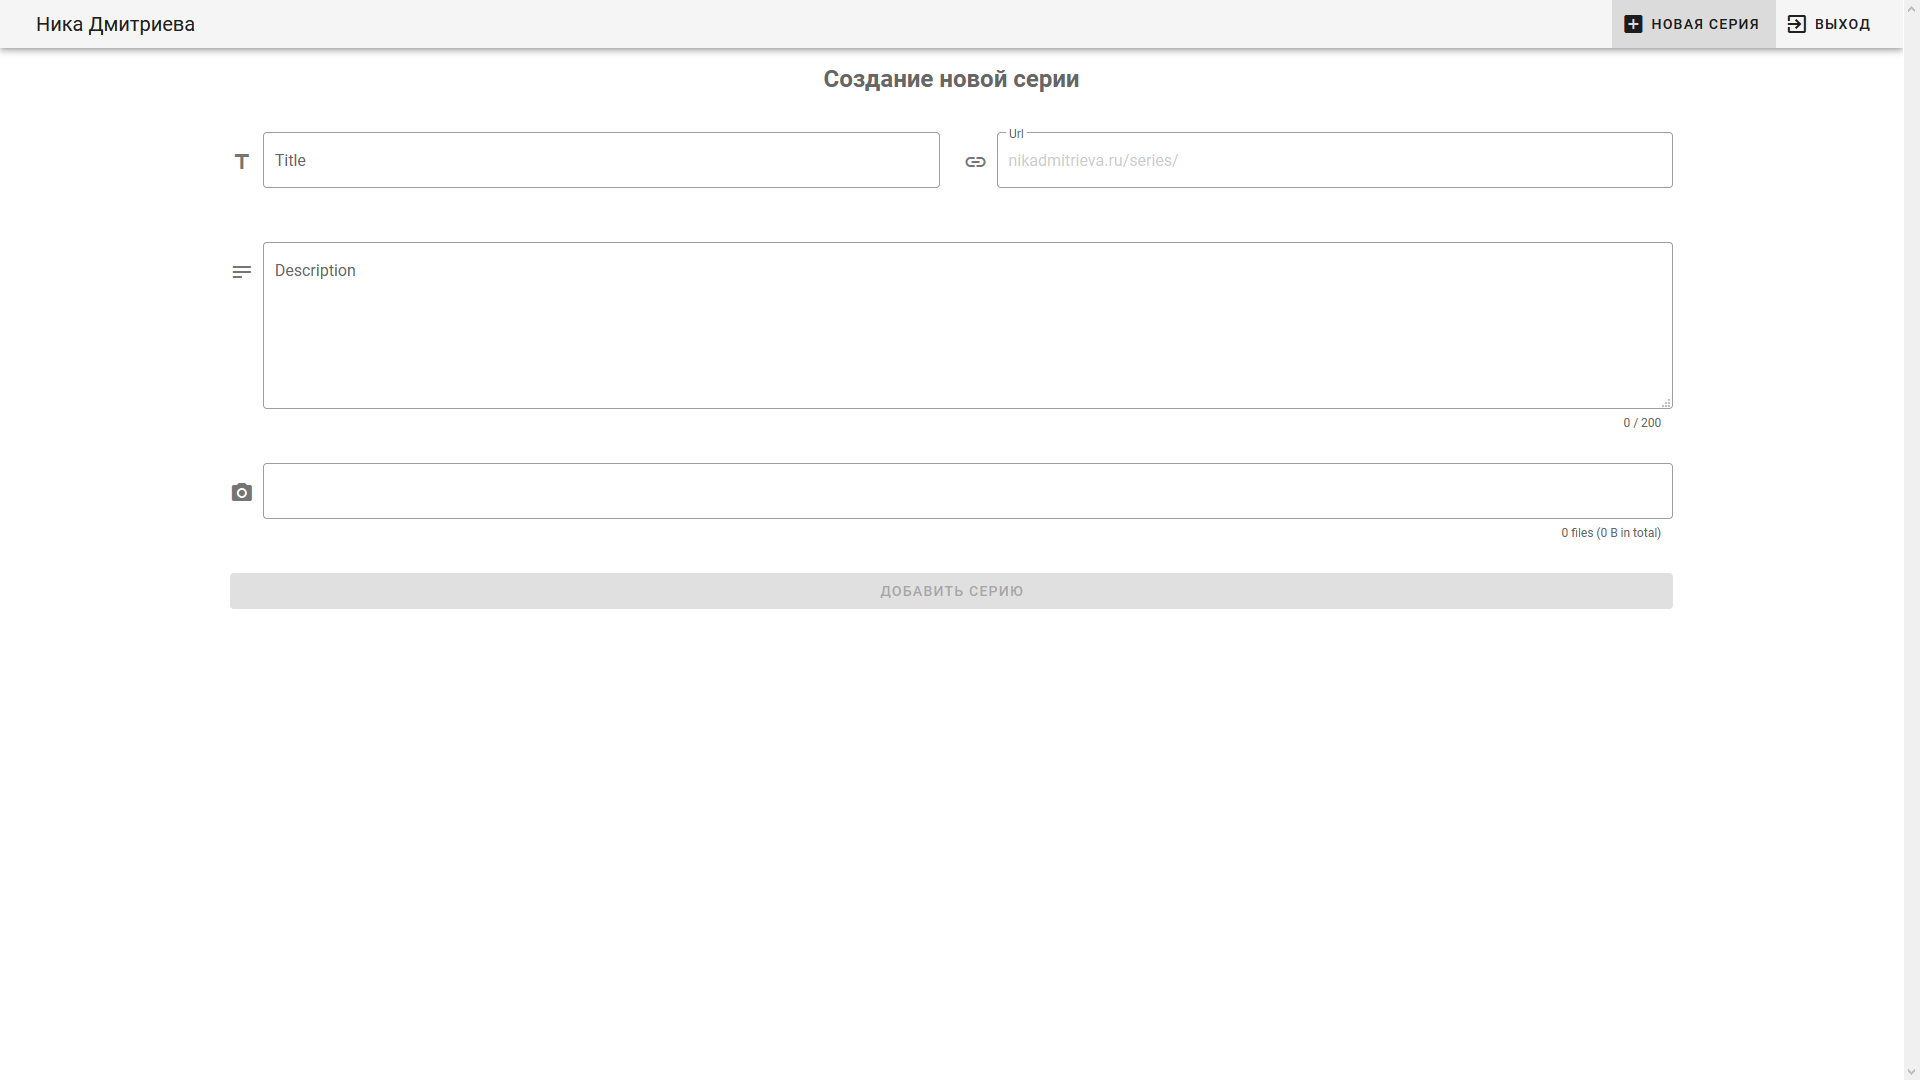 Ника Дмитриева
НОВАЯ СЕРИЯ
ВЫХОД
Создание новой серии
Title
Url
nikadmitrieva.ru/series/
Description
0 / 200
0 files (0 B in total)
ДОБАВИТЬ СЕРИЮ